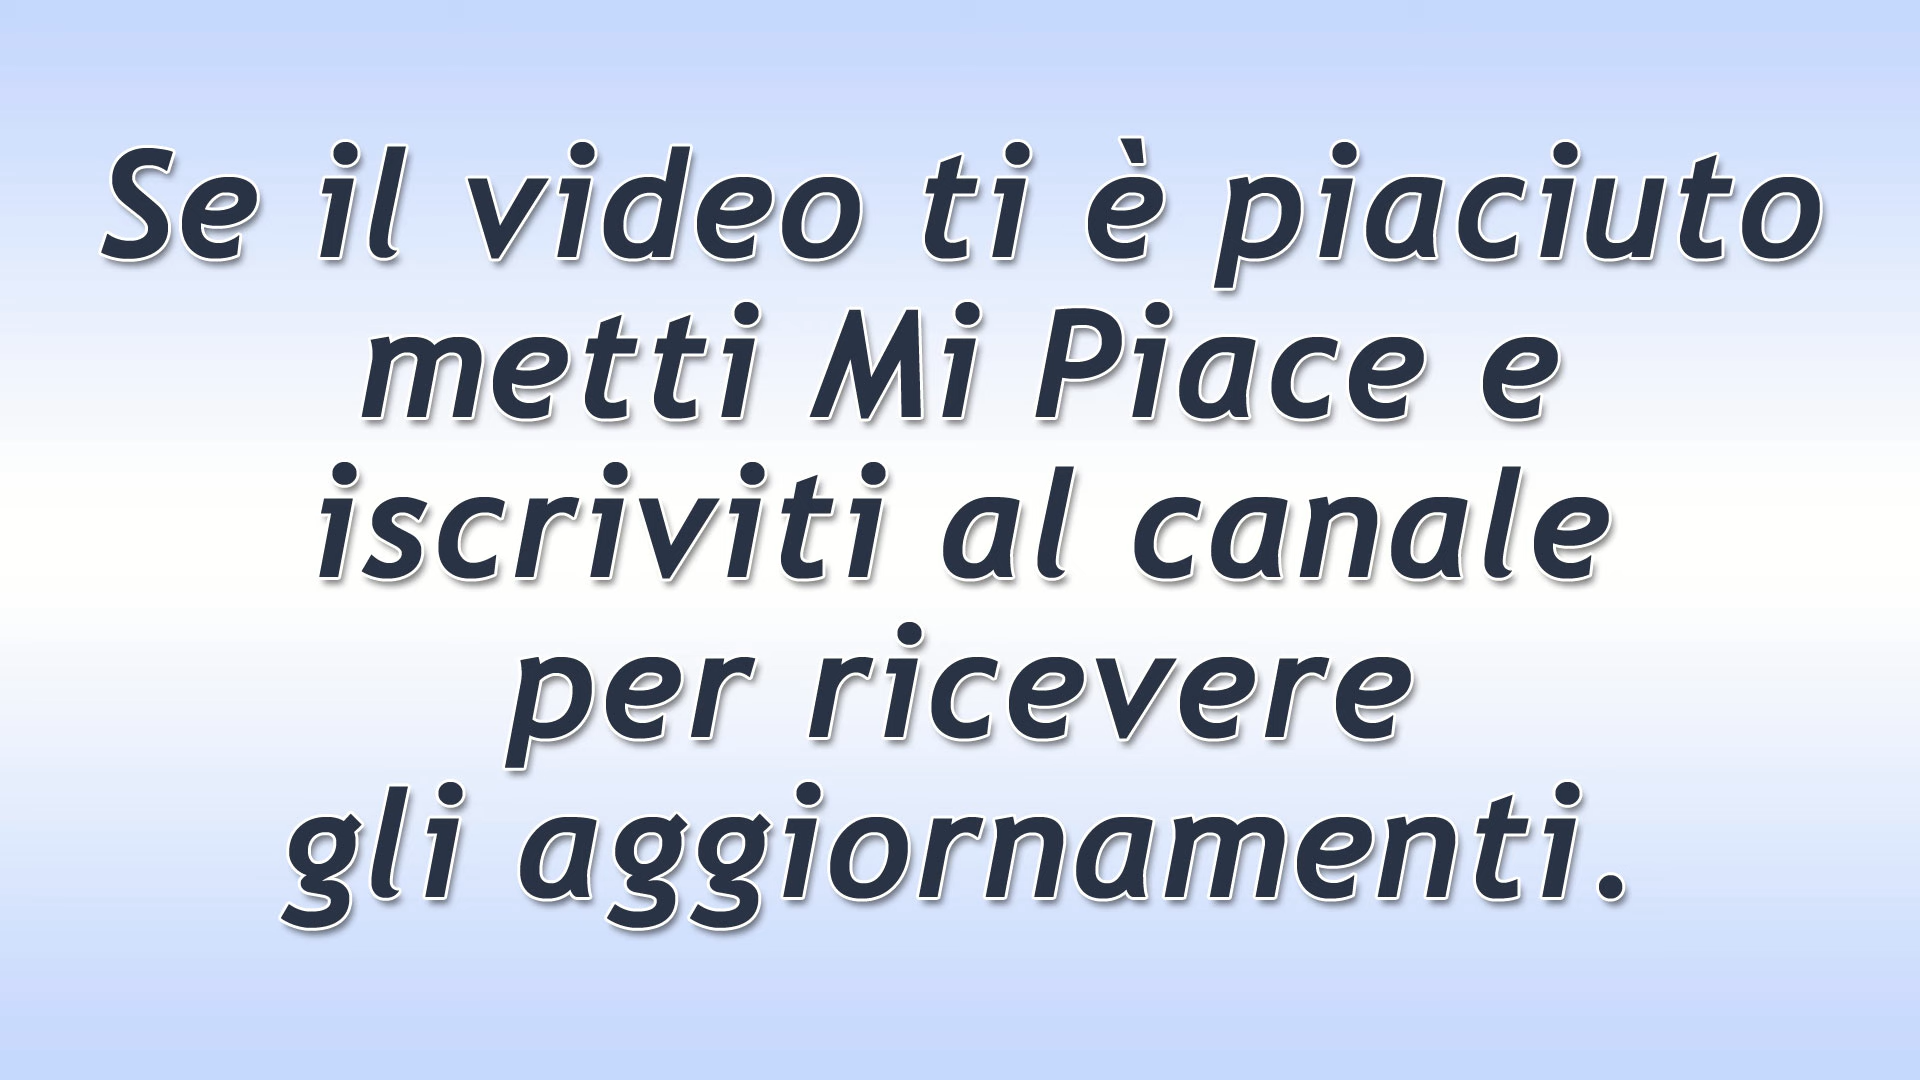 Se il video ti è piaciuto
metti Mi Piace e
iscriviti al canale
per ricevere
gli aggiornamenti.